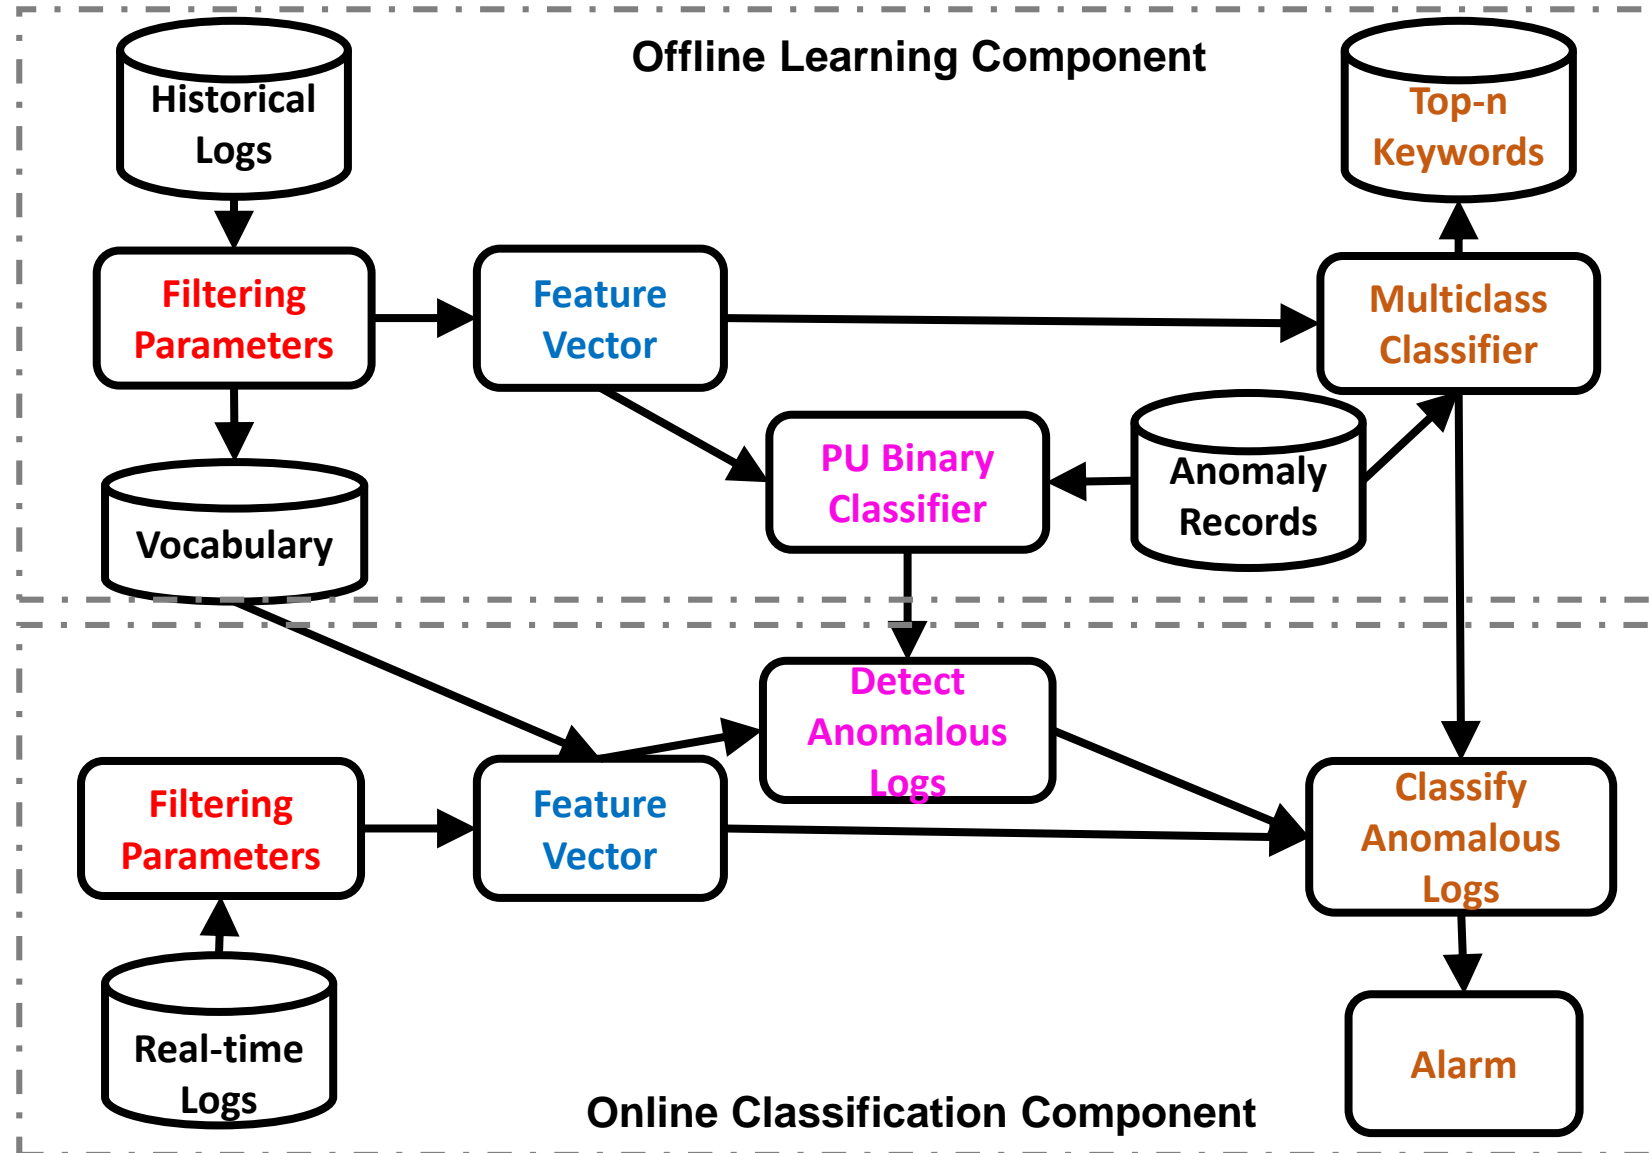 Offline Learning Component
Historical
Logs
Top-n
Keywords
Filtering
Parameters
Feature
Vector
Multiclass
Classifier
PU Binary
Classifier
Anomaly
Records
Vocabulary
Detect
Anomalous
Logs
Filtering
Parameters
Feature
Vector
Classify
Anomalous
Logs
Real-time
Logs
Alarm
Online Classification Component